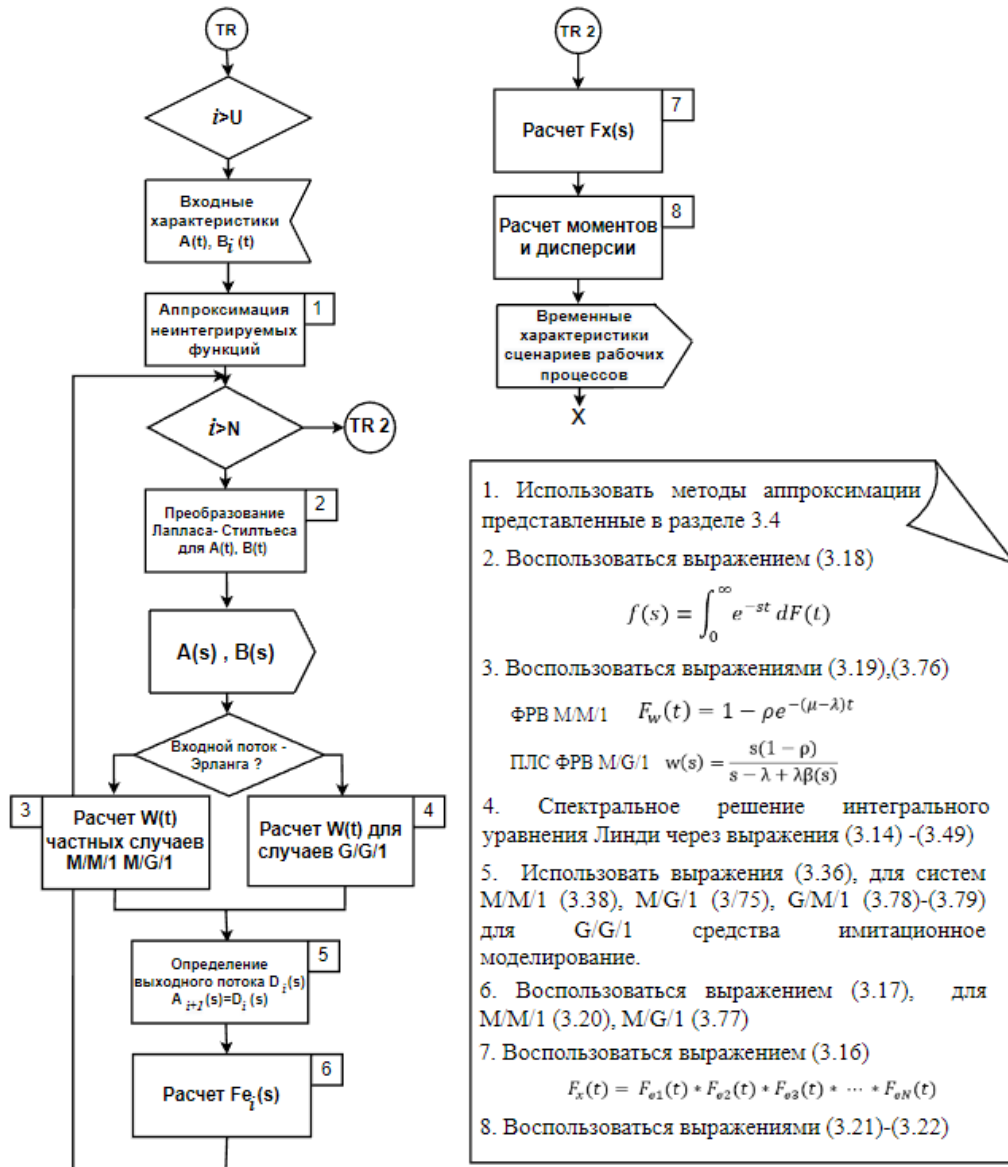 TR
i>U
Входные
характеристики
A(t), B i (t)
1
Аппроксимация
неинтегрируемых
функций
i>N
TR 2
2
Преобразование
Лапласа- Стилтьеса
для A(t), B(t)
A(s) , B(s)
Входной поток -
Эрланга ?
3
Расчет W(t)
частных случаев
M/M/1 M/G/1
4
Расчет W(t) для
случаев G/G/1
5
Определение
выходного потока D i (s)
A i+1 (s)=D i (s)
6
Расчет Fe i (s)
TR 2
7
Расчет Fx(s)
8
Расчет моментов
и дисперсии
Временные
характеристики
сценариев рабочих
процессов
X
1. Использовать методы аппроксимации
представленные в разделе 3.4
2. Воспользоваться выражением (3.18)
f(s) = ∫₀^∞ e^{-st} dF(t)
3. Воспользоваться выражениями (3.19),(3.76)
ФРВ M/M/1 F_w(t) = 1 − ρe^{−(μ−λ)t}
ПЛС ФРВ M/G/1 w(s) = s(1 − ρ) / (s − λ + λβ(s))
4. Спектральное решение интегрального
уравнения Линди через выражения (3.14) -(3.49)
5. Использовать выражения (3.36), для систем
M/M/1 (3.38), M/G/1 (3/75), G/M/1 (3.78)-(3.79)
для G/G/1 средства имитационное
моделирование.
6. Воспользоваться выражением (3.17), для
M/M/1 (3.20), M/G/1 (3.77)
7. Воспользоваться выражением (3.16)
F_x(t) = F_e1(t) * F_e2(t) * F_e3(t) * ⋯ * F_eN(t)
8. Воспользоваться выражениями (3.21)-(3.22)